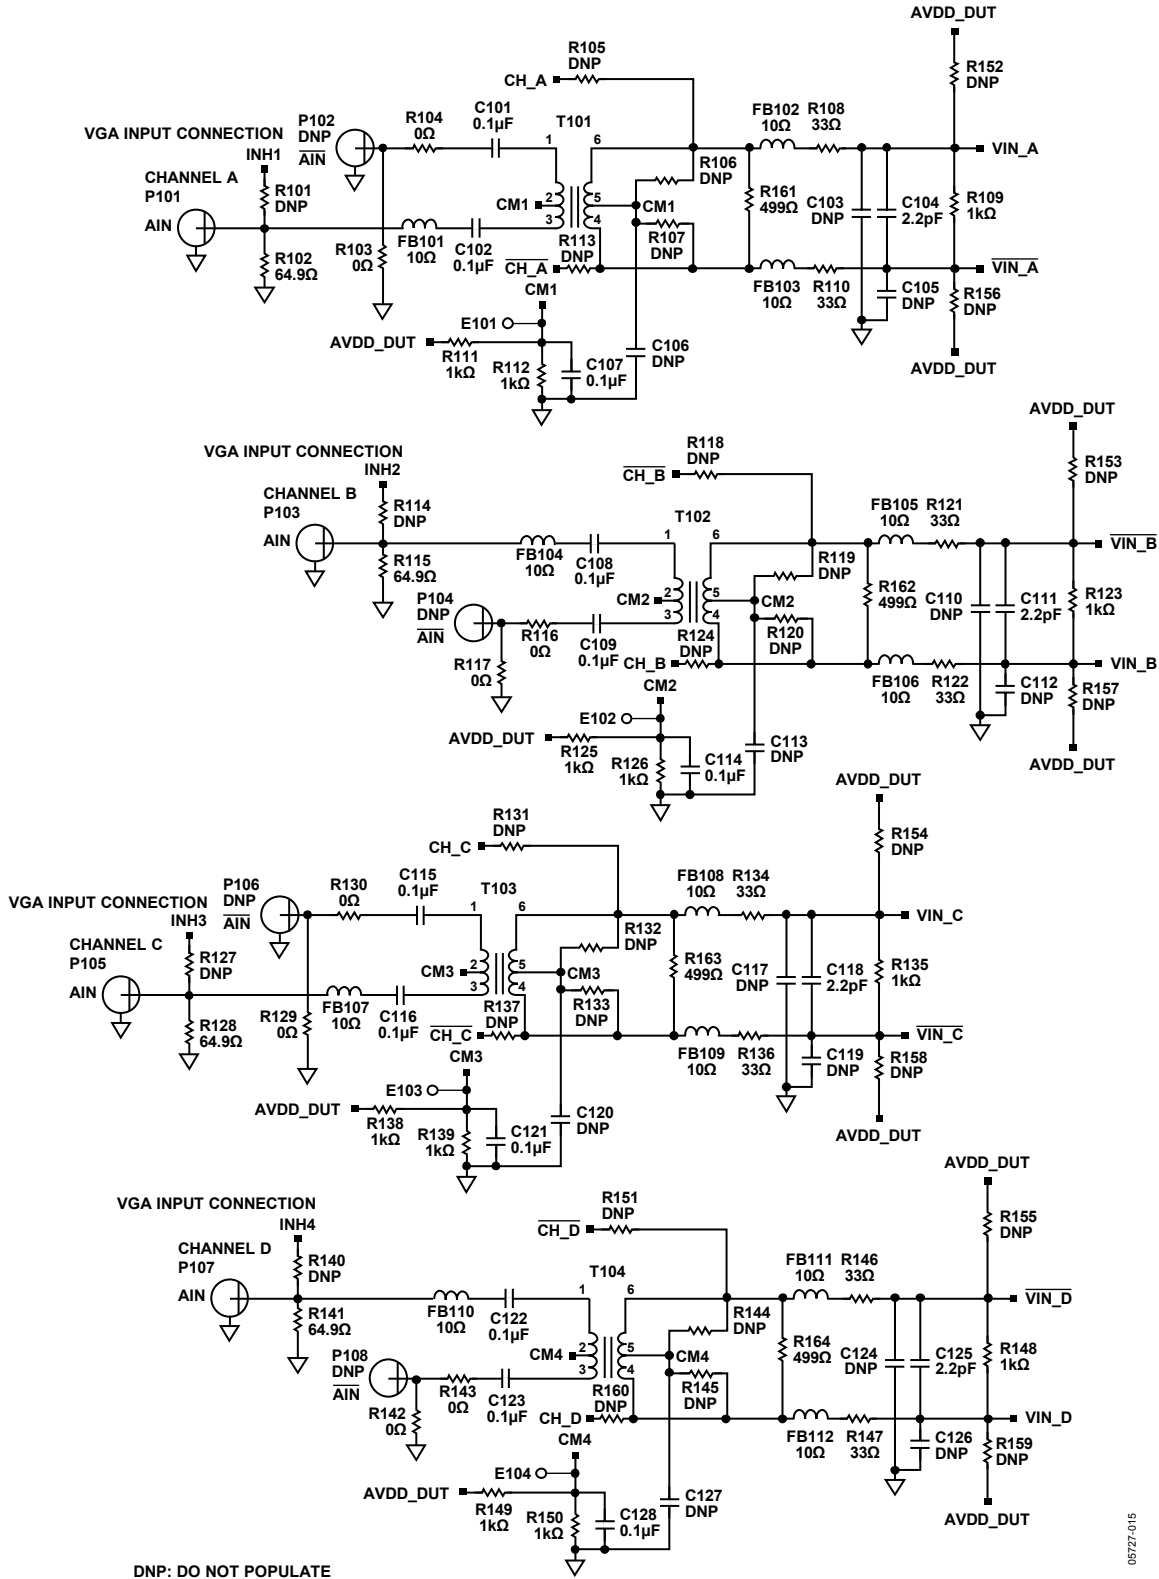 AVDD_DUT
R105
DNP
CH_A
R152
DNP
VGA INPUT CONNECTION
INH1
P102
DNP
AIN
R104
0Ω
C101
0.1µF
T101
1
6
FB102
10Ω
R108
33Ω
VIN_A
CHANNEL A
P101
AIN
R101
DNP
R106
DNP
CM1
2
5
CM1
R161
499Ω
C103
DNP
C104
2.2pF
R109
1kΩ
3
4
R102
64.9Ω
R103
0Ω
FB101
10Ω
C102
0.1µF
R113
DNP
R107
DNP
CH_A
FB103
10Ω
R110
33Ω
C105
DNP
VIN_A
R156
DNP
CM1
E101
AVDD_DUT
R111
1kΩ
R112
1kΩ
C107
0.1µF
C106
DNP
AVDD_DUT
AVDD_DUT
R118
DNP
CH_B
R153
DNP
VGA INPUT CONNECTION
INH2
CHANNEL B
P103
AIN
R114
DNP
R115
64.9Ω
FB104
10Ω
C108
0.1µF
T102
1
6
FB105
10Ω
R121
33Ω
VIN_B
R119
DNP
CM2
2
5
CM2
R162
499Ω
C110
DNP
C111
2.2pF
R123
1kΩ
P104
DNP
AIN
R116
0Ω
R117
0Ω
C109
0.1µF
3
4
R124
DNP
R120
DNP
CH_B
FB106
10Ω
R122
33Ω
C112
DNP
VIN_B
R157
DNP
CM2
E102
AVDD_DUT
R125
1kΩ
R126
1kΩ
C114
0.1µF
C113
DNP
AVDD_DUT
AVDD_DUT
R131
DNP
CH_C
R154
DNP
VGA INPUT CONNECTION
INH3
P106
DNP
AIN
R130
0Ω
C115
0.1µF
T103
1
6
FB108
10Ω
R134
33Ω
VIN_C
CHANNEL C
P105
AIN
R127
DNP
R132
DNP
CM3
2
5
CM3
R163
499Ω
C117
DNP
C118
2.2pF
R135
1kΩ
3
4
R128
64.9Ω
R129
0Ω
FB107
10Ω
C116
0.1µF
R137
DNP
R133
DNP
CH_C
FB109
10Ω
R136
33Ω
C119
DNP
VIN_C
R158
DNP
CM3
E103
AVDD_DUT
R138
1kΩ
R139
1kΩ
C121
0.1µF
C120
DNP
AVDD_DUT
AVDD_DUT
R151
DNP
CH_D
R155
DNP
VGA INPUT CONNECTION
INH4
CHANNEL D
P107
AIN
R140
DNP
R141
64.9Ω
FB110
10Ω
C122
0.1µF
T104
1
6
FB111
10Ω
R146
33Ω
VIN_D
R144
DNP
CM4
2
5
CM4
R164
499Ω
C124
DNP
C125
2.2pF
R148
1kΩ
P108
DNP
AIN
R143
0Ω
R142
0Ω
C123
0.1µF
3
4
R160
DNP
R145
DNP
CH_D
FB112
10Ω
R147
33Ω
C126
DNP
VIN_D
R159
DNP
CM4
E104
AVDD_DUT
R149
1kΩ
R150
1kΩ
C128
0.1µF
C127
DNP
AVDD_DUT
DNP: DO NOT POPULATE
05727-015